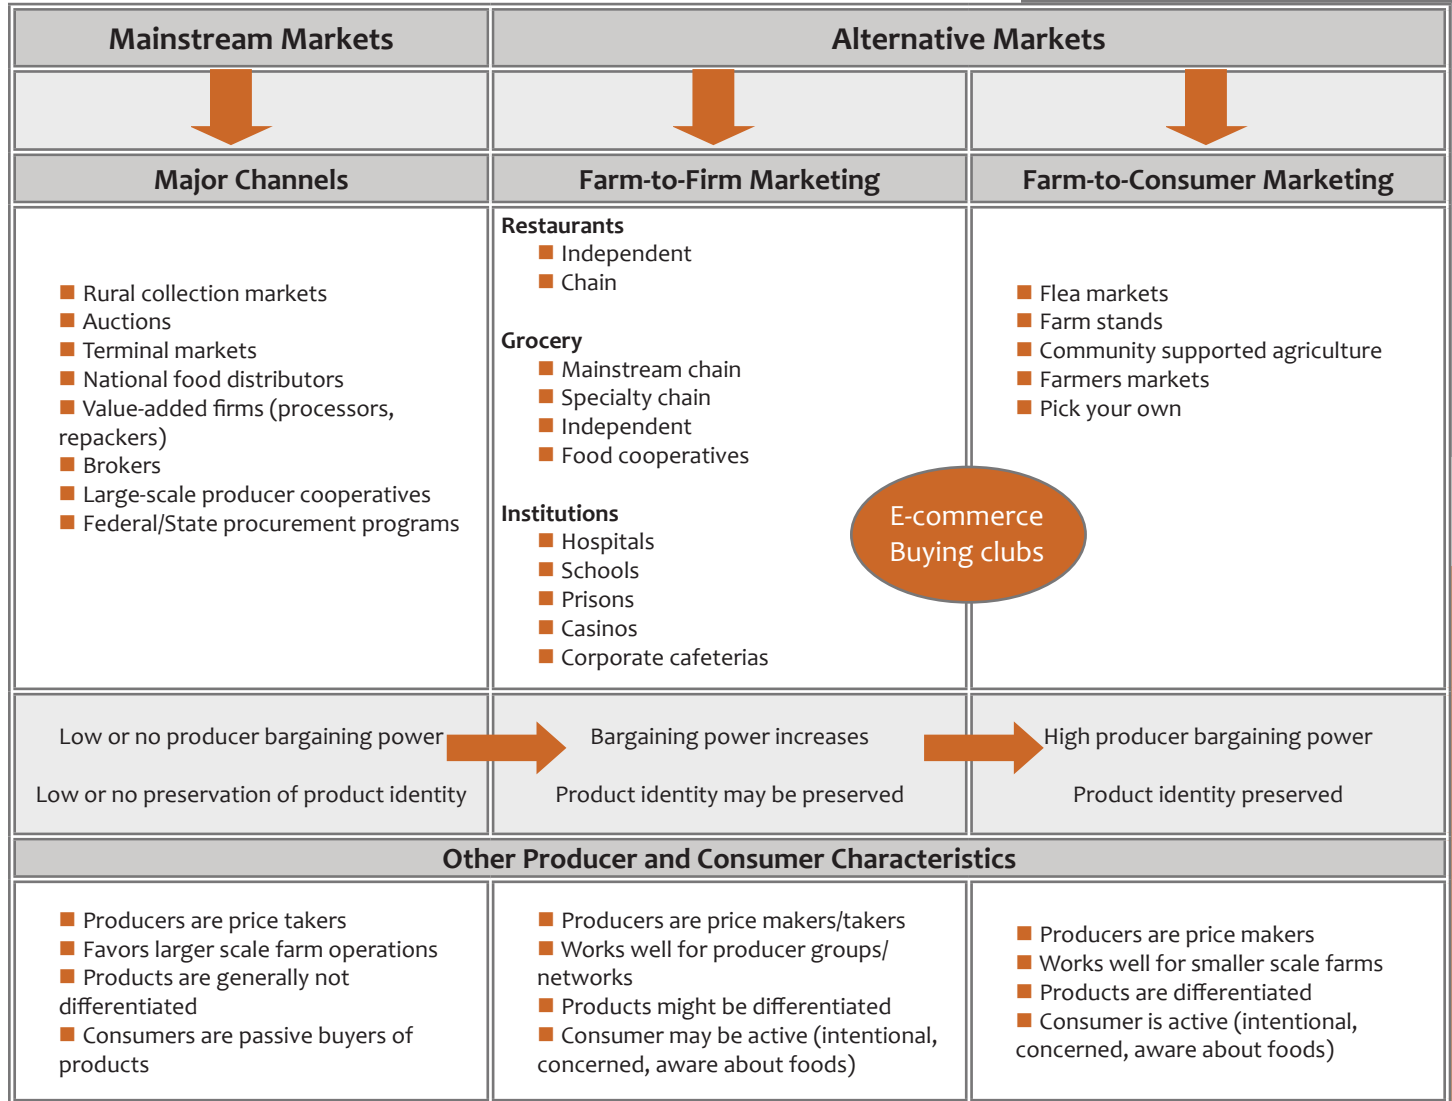 Mainstream Markets
Alternative Markets
Major Channels
Farm-to-Firm Marketing
Farm-to-Consumer Marketing
Rural collection markets
Auctions
Terminal markets
National food distributors
Value-added firms (processors,
repackers)
Brokers
Large-scale producer cooperatives
Federal/State procurement programs
Restaurants
Independent
Chain
Grocery
Mainstream chain
Specialty chain
Independent
Food cooperatives
Institutions
Hospitals
Schools
Prisons
Casinos
Corporate cafeterias
Flea markets
Farm stands
Community supported agriculture
Farmers markets
Pick your own
E-commerce
Buying clubs
Low or no producer bargaining power
Low or no preservation of product identity
Bargaining power increases
Product identity may be preserved
High producer bargaining power
Product identity preserved
Other Producer and Consumer Characteristics
Producers are price takers
Favors larger scale farm operations
Products are generally not
differentiated
Consumers are passive buyers of
products
Producers are price makers/takers
Works well for producer groups/
networks
Products might be differentiated
Consumer may be active (intentional,
concerned, aware about foods)
Producers are price makers
Works well for smaller scale farms
Products are differentiated
Consumer is active (intentional,
concerned, aware about foods)